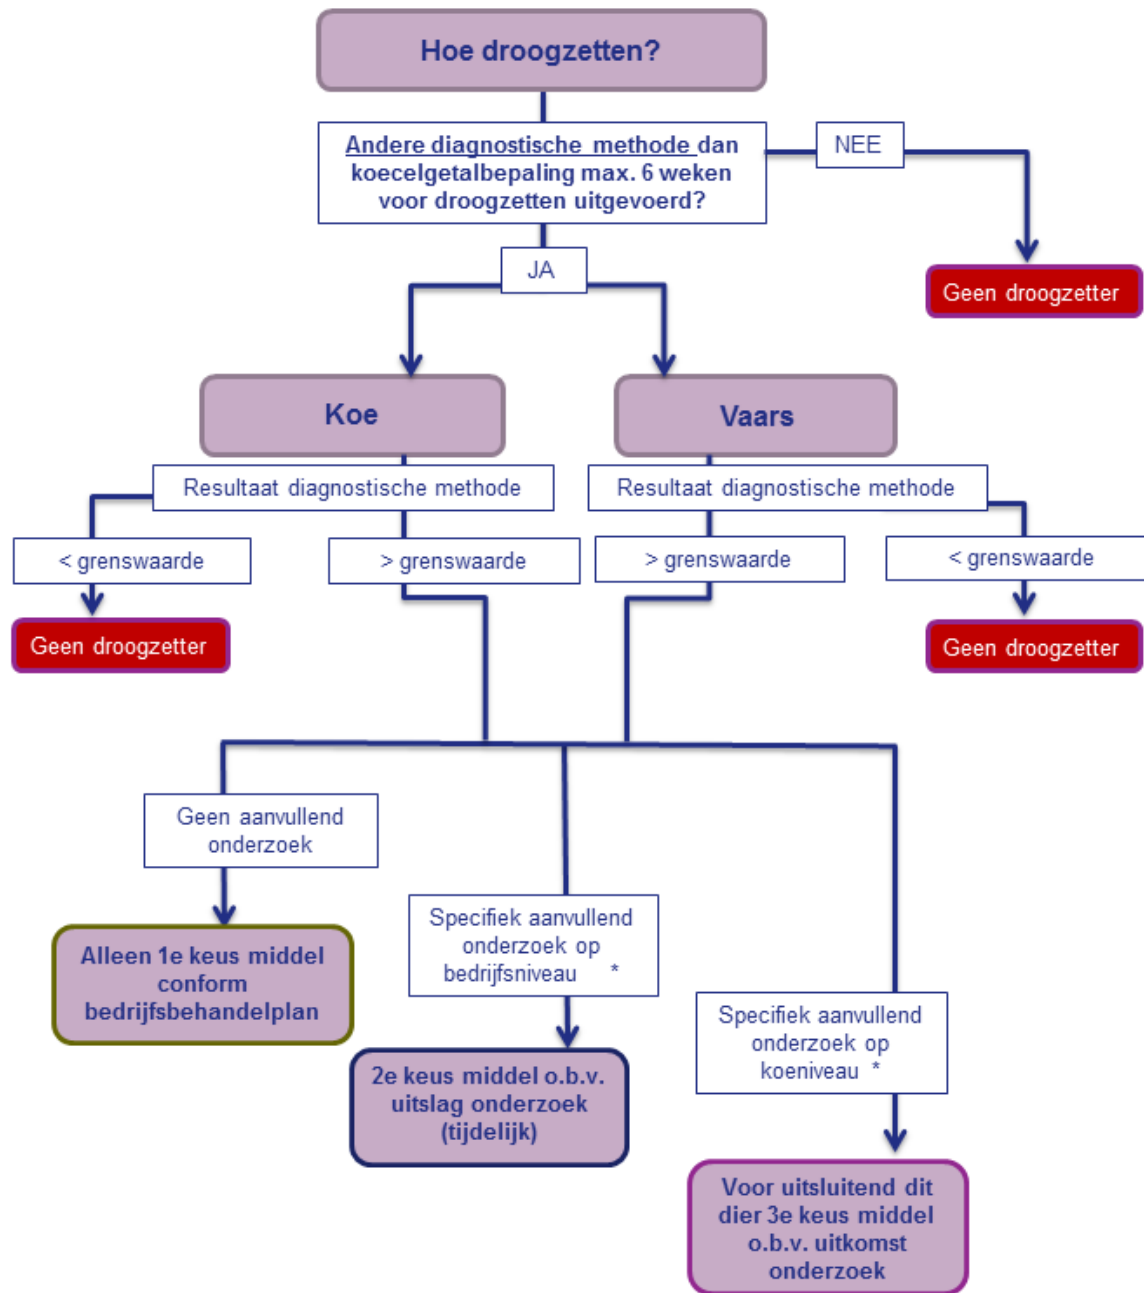 Hoe droogzetten?
Andere diagnostische methode dan
koecelgetalbepaling max. 6 weken
voor droogzetten uitgevoerd?
NEE
JA
Geen droogzetter
Koe
Vaars
Resultaat diagnostische methode
Resultaat diagnostische methode
< grenswaarde
> grenswaarde
> grenswaarde
< grenswaarde
Geen droogzetter
Geen droogzetter
Geen aanvullend
onderzoek
Alleen 1e keus middel
conform
bedrijfsbehandelplan
Specifiek aanvullend
onderzoek op
bedrijfsniveau *
2e keus middel o.b.v.
uitslag onderzoek
(tijdelijk)
Specifiek aanvullend
onderzoek op
koeniveau *
Voor uitsluitend dit
dier 3e keus middel
o.b.v. uitkomst
onderzoek